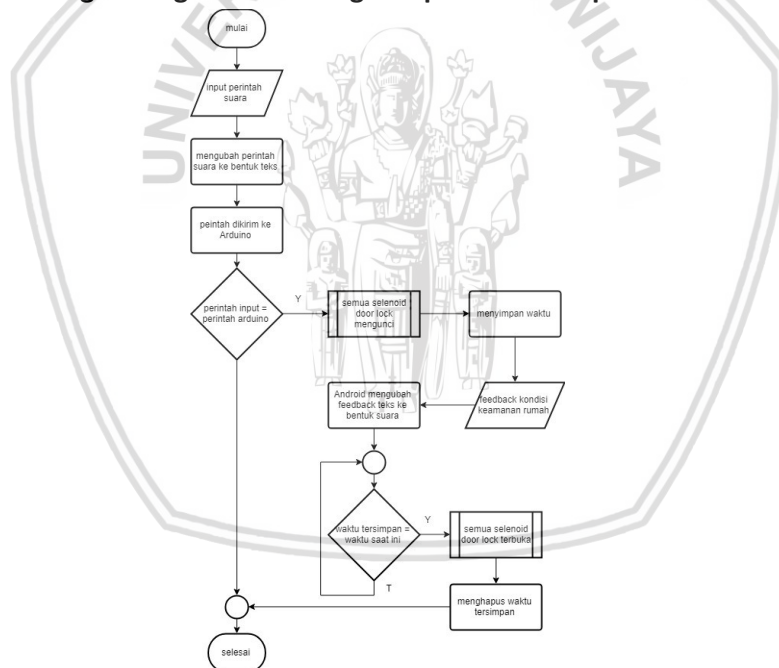 mulai
input perintah
suara
mengubah perintah
suara ke bentuk teks
peintah dikirim ke
Arduino
perintah input =
perintah arduino
Y
semua selenoid
door lock
mengunci
menyimpan waktu
feedback kondisi
keamanan rumah
Android mengubah
feedback teks ke
bentuk suara
waktu tersimpan =
waktu saat ini
Y
T
semua selenoid
door lock terbuka
menghapus waktu
tersimpan
selesai